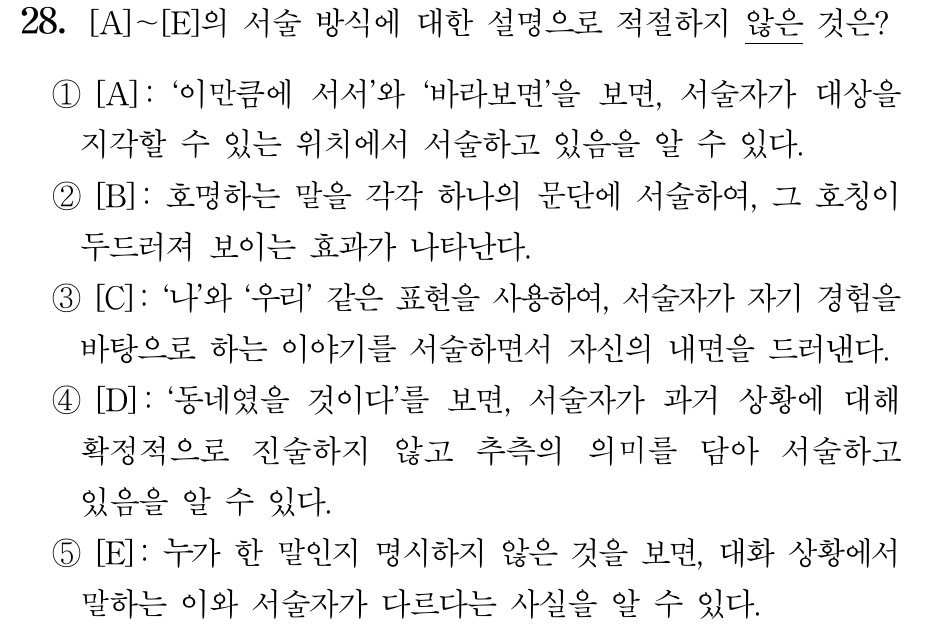 28. [A]~[E]의 서술 방식에 대한 설명으로 적절하지 않은 것은?
① [A]: ‘이만큼에 서서’와 ‘바라보면’을 보면, 서술자가 대상을
지각할 수 있는 위치에서 서술하고 있음을 알 수 있다.
② [B]: 호명하는 말을 각각 하나의 문단에 서술하여, 그 호칭이
두드러져 보이는 효과가 나타난다.
③ [C]: ‘나’와 ‘우리’ 같은 표현을 사용하여, 서술자가 자기 경험을
바탕으로 하는 이야기를 서술하면서 자신의 내면을 드러낸다.
④ [D]: ‘동네였을 것이다’를 보면, 서술자가 과거 상황에 대해
확정적으로 진술하지 않고 추측의 의미를 담아 서술하고
있음을 알 수 있다.
⑤ [E]: 누가 한 말인지 명시하지 않은 것을 보면, 대화 상황에서
말하는 이와 서술자가 다르다는 사실을 알 수 있다.